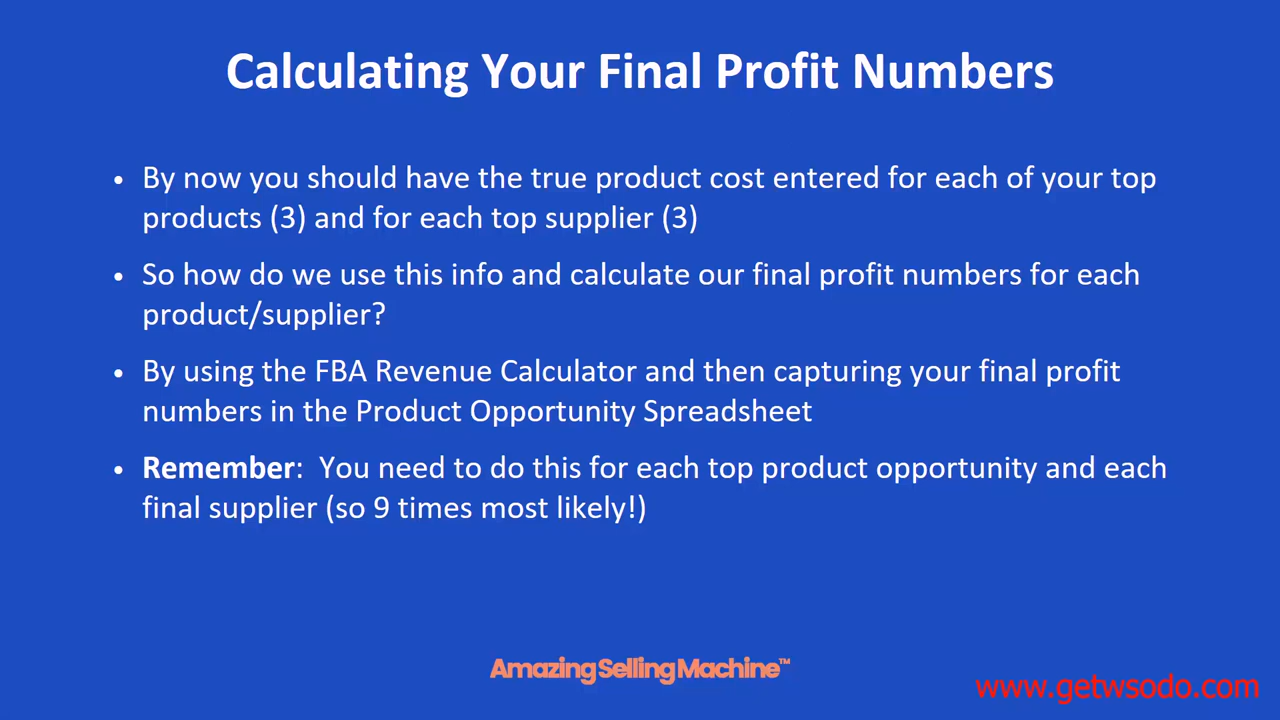 Calculating Your Final Profit Numbers
• By now you should have the true product cost entered for each of your top
products (3) and for each top supplier (3)
• So how do we use this info and calculate our final profit numbers for each
product/supplier?
• By using the FBA Revenue Calculator and then capturing your final profit
numbers in the Product Opportunity Spreadsheet
• Remember:  You need to do this for each top product opportunity and each
final supplier (so 9 times most likely!)
AmazingSellingMachine™
www.getwsodo.com